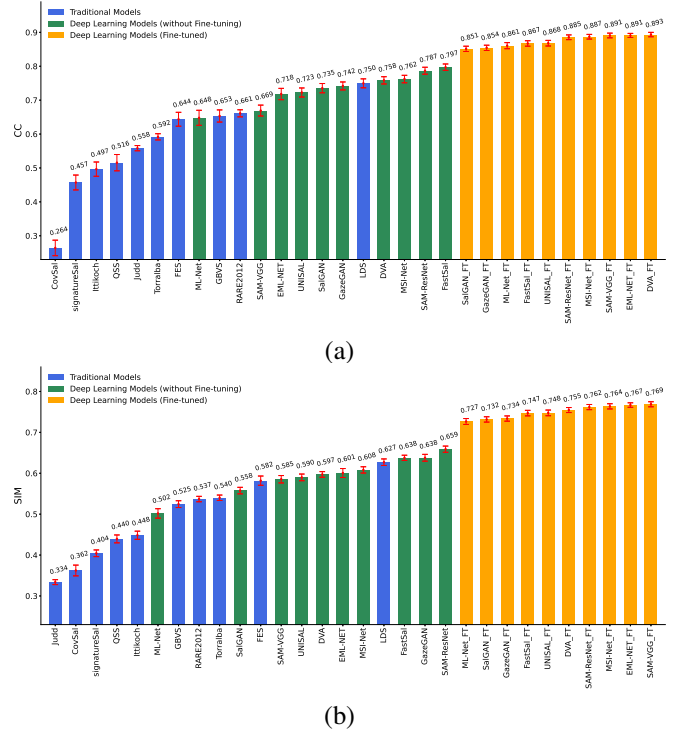 Traditional Models
Deep Learning Models (without Fine-tuning)
Deep Learning Models (Fine-tuned)
CC
0.9
0.8
0.7
0.6
0.5
0.4
0.3
0.264
0.457
0.497
0.516
0.558
0.592
0.644
0.648
0.653
0.661
0.669
0.718
0.723
0.735
0.742
0.750
0.758
0.762
0.787
0.797
0.851
0.854
0.861
0.867
0.868
0.885
0.887
0.891
0.891
0.893
CovSal
signatureSal
Ittikoch
QSS
Judd
Torralba
FES
ML-Net
GBVS
RARE2012
SAM-VGG
EML-NET
UNISAL
SalGAN
GazeGAN
LDS
DVA
MSI-Net
SAM-ResNet
FastSal
SalGAN_FT
GazeGAN_FT
ML-Net_FT
FastSal_FT
UNISAL_FT
SAM-ResNet_FT
MSI-Net_FT
SAM-VGG_FT
EML-NET_FT
DVA_FT
(a)
Traditional Models
Deep Learning Models (without Fine-tuning)
Deep Learning Models (Fine-tuned)
SIM
0.8
0.7
0.6
0.5
0.4
0.3
0.334
0.362
0.404
0.440
0.448
0.502
0.525
0.537
0.540
0.558
0.582
0.585
0.590
0.597
0.601
0.608
0.627
0.638
0.638
0.659
0.727
0.732
0.734
0.747
0.748
0.755
0.762
0.764
0.767
0.769
Judd
CovSal
signatureSal
QSS
Ittikoch
ML-Net
GBVS
RARE2012
Torralba
SalGAN
FES
SAM-VGG
UNISAL
DVA
EML-NET
MSI-Net
LDS
FastSal
GazeGAN
SAM-ResNet
ML-Net_FT
SalGAN_FT
GazeGAN_FT
FastSal_FT
UNISAL_FT
DVA_FT
SAM-ResNet_FT
MSI-Net_FT
EML-NET_FT
SAM-VGG_FT
(b)